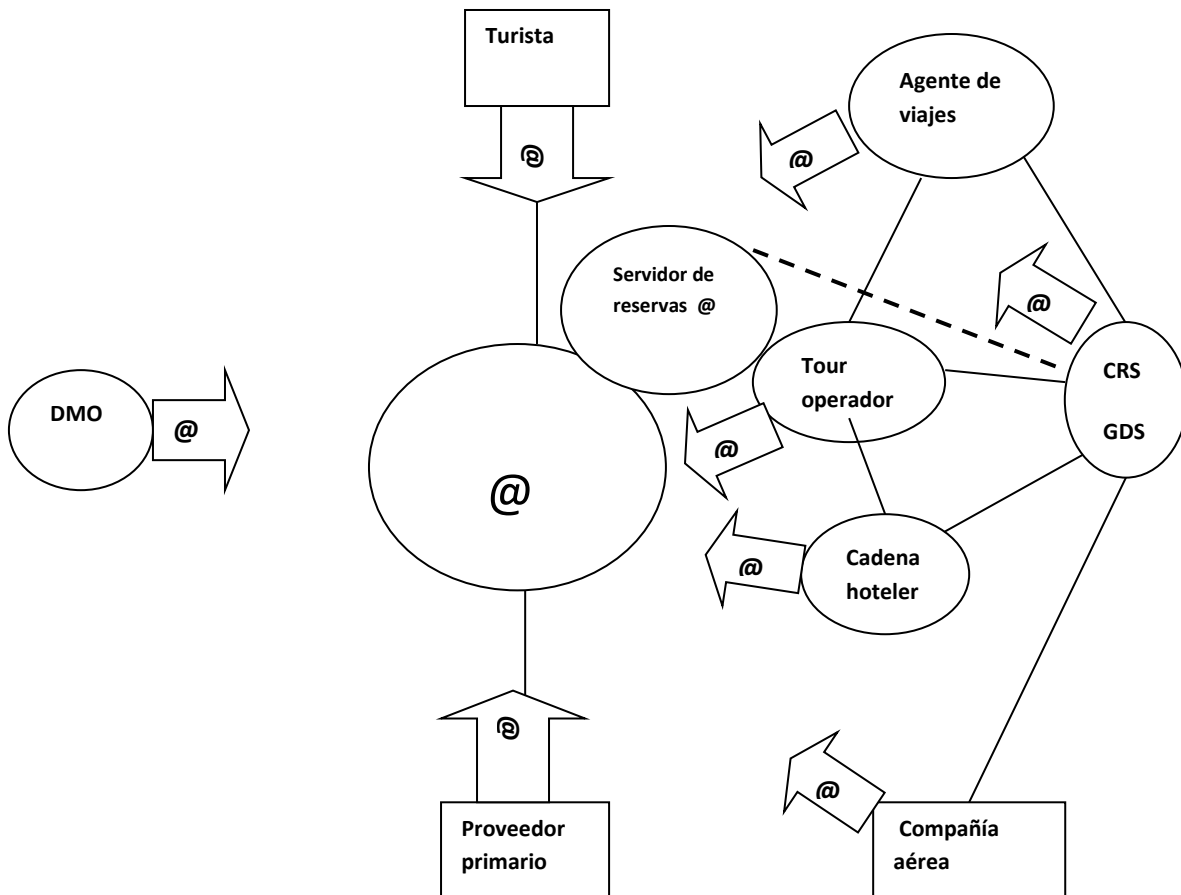 Turista
@
Agente de
viajes
@
Servidor de
reservas @
@
DMO
@
Tour
operador
@
CRS
GDS
@
@
Cadena
hoteler
@
@
Proveedor
primario
Compañía
aérea